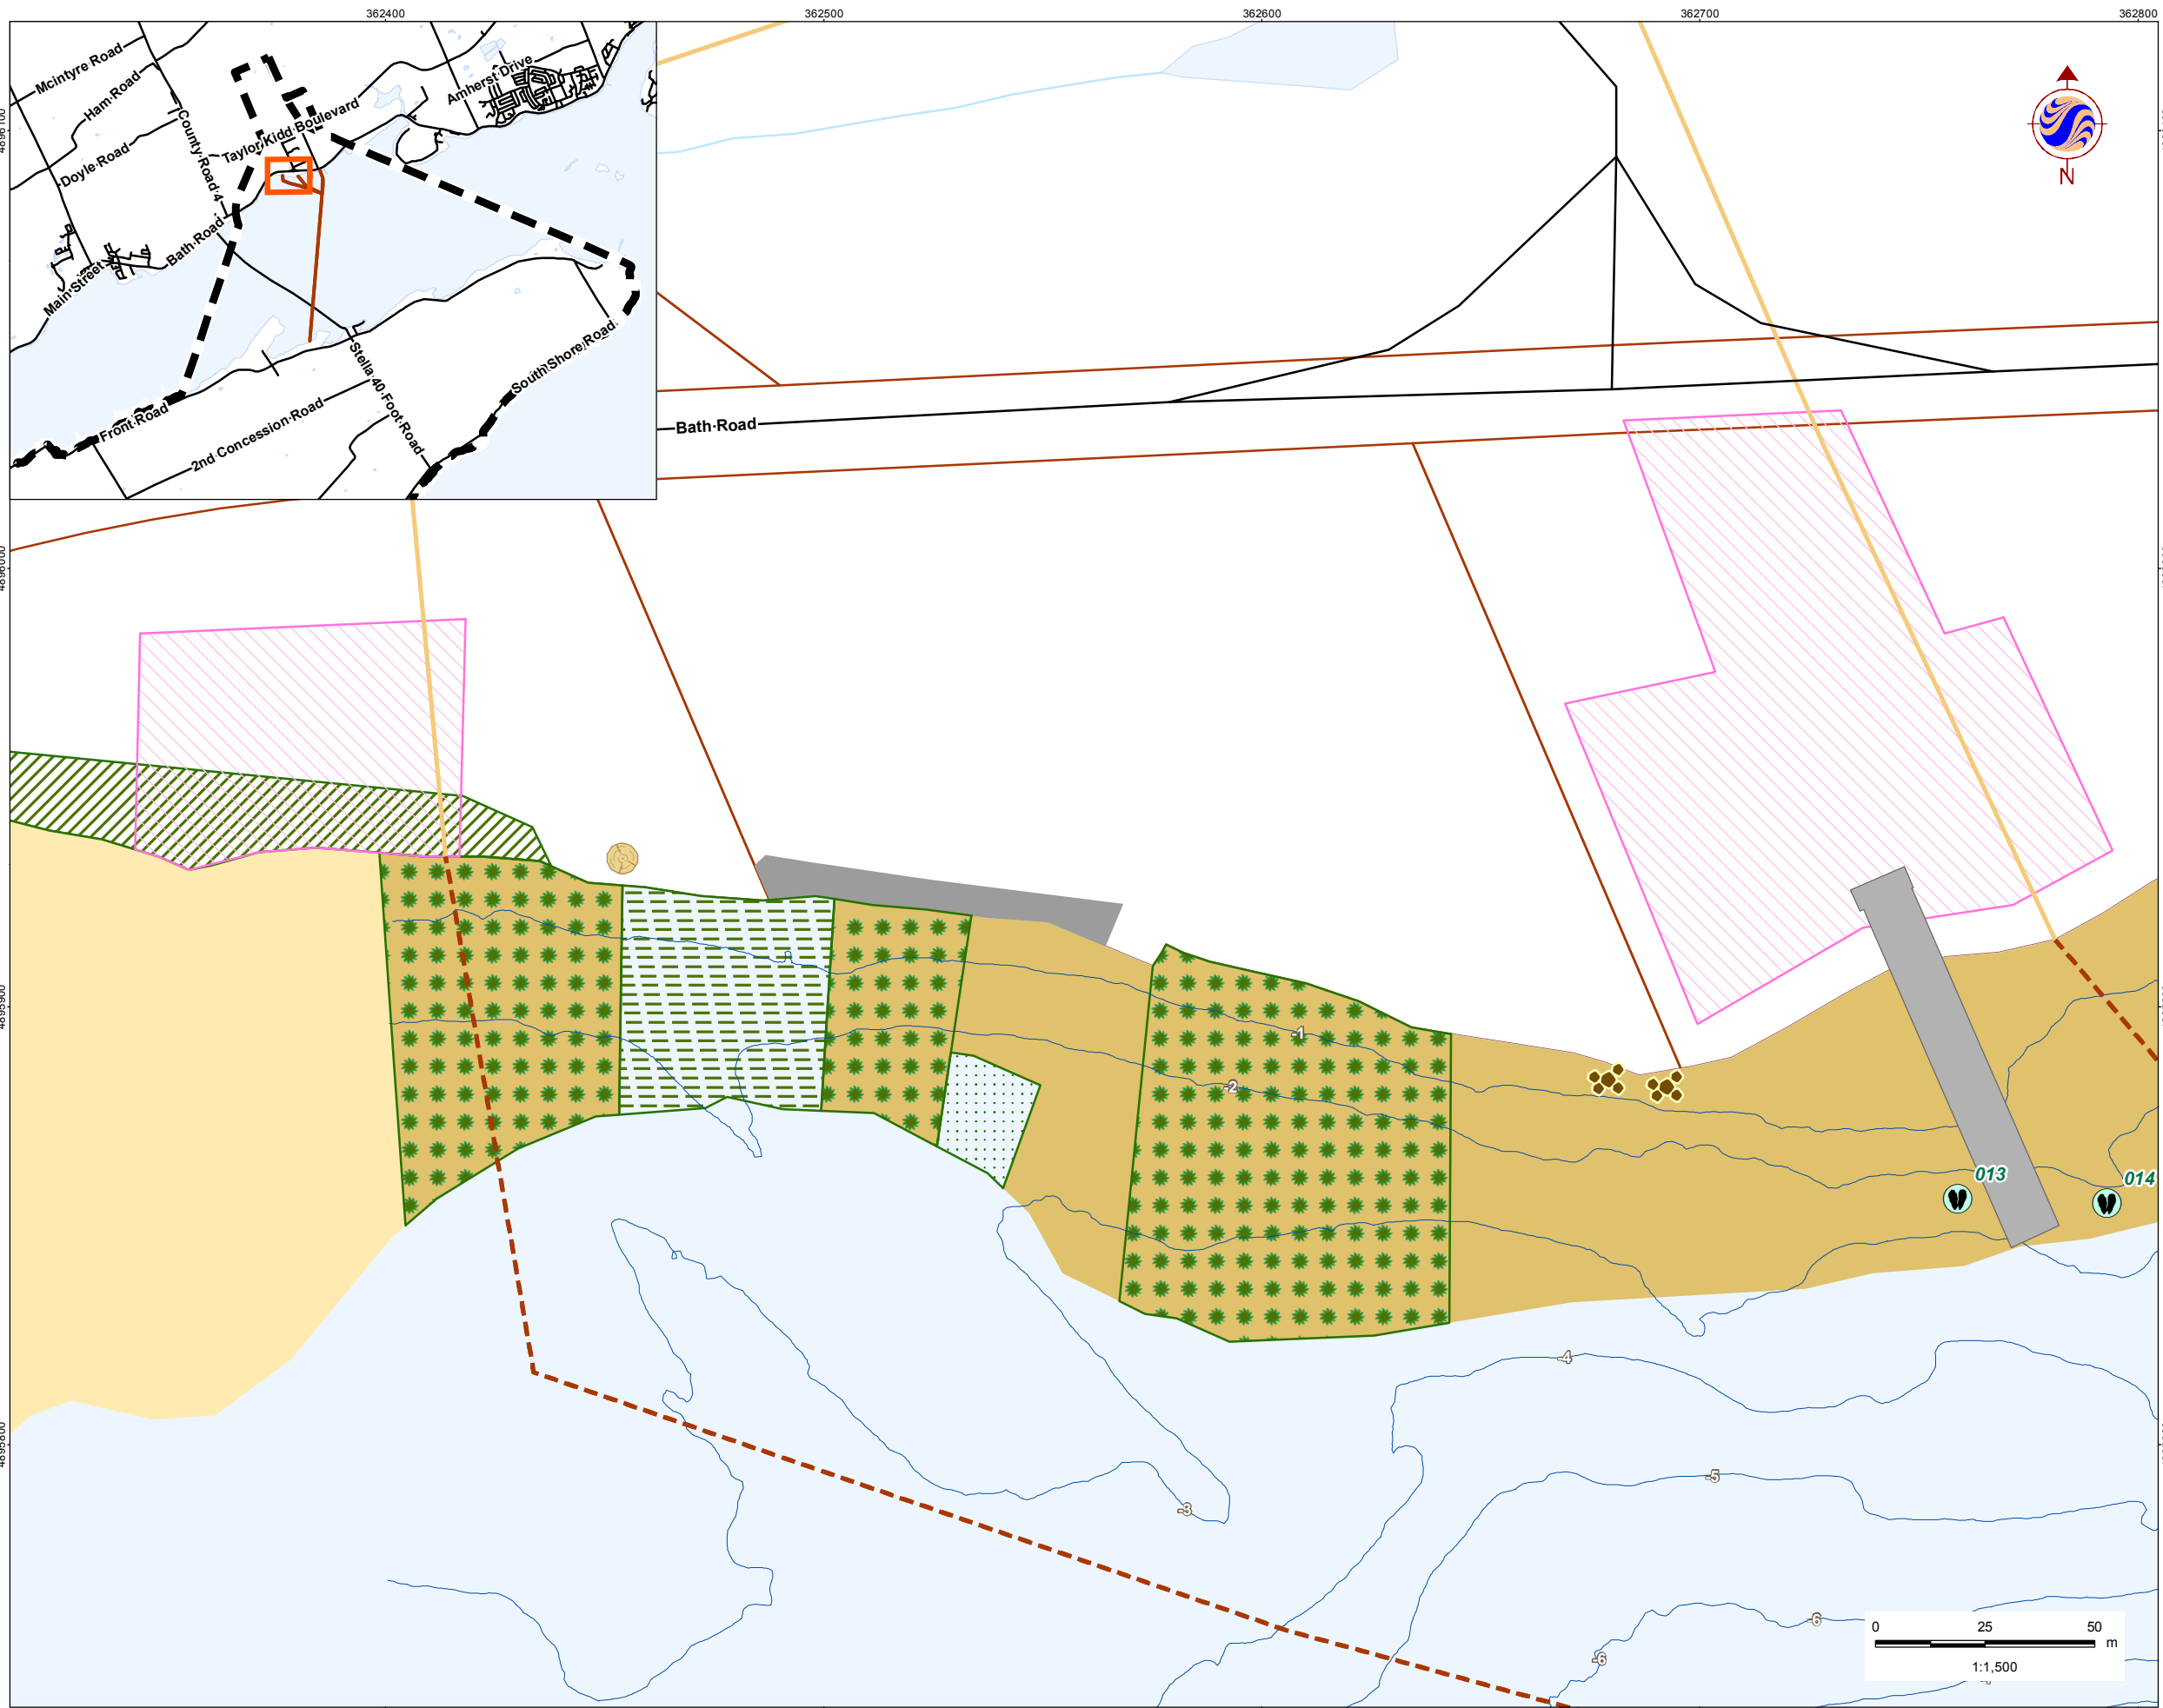 362400
362500
362600
362700
362800
Mcintyre Road
Ham Road
Doyle Road
County Road 4
Taylor Kidd Boulevard
Amherst Drive
Main Street
Bath Road
Front Road
2nd Concession Road
Stella 40 Foot Road
South Shore Road
N
Bath Road
4895900
4895800
-1
-2
013
014
-4
-5
-3
-6
-6
0 25 50 m
1:1,500